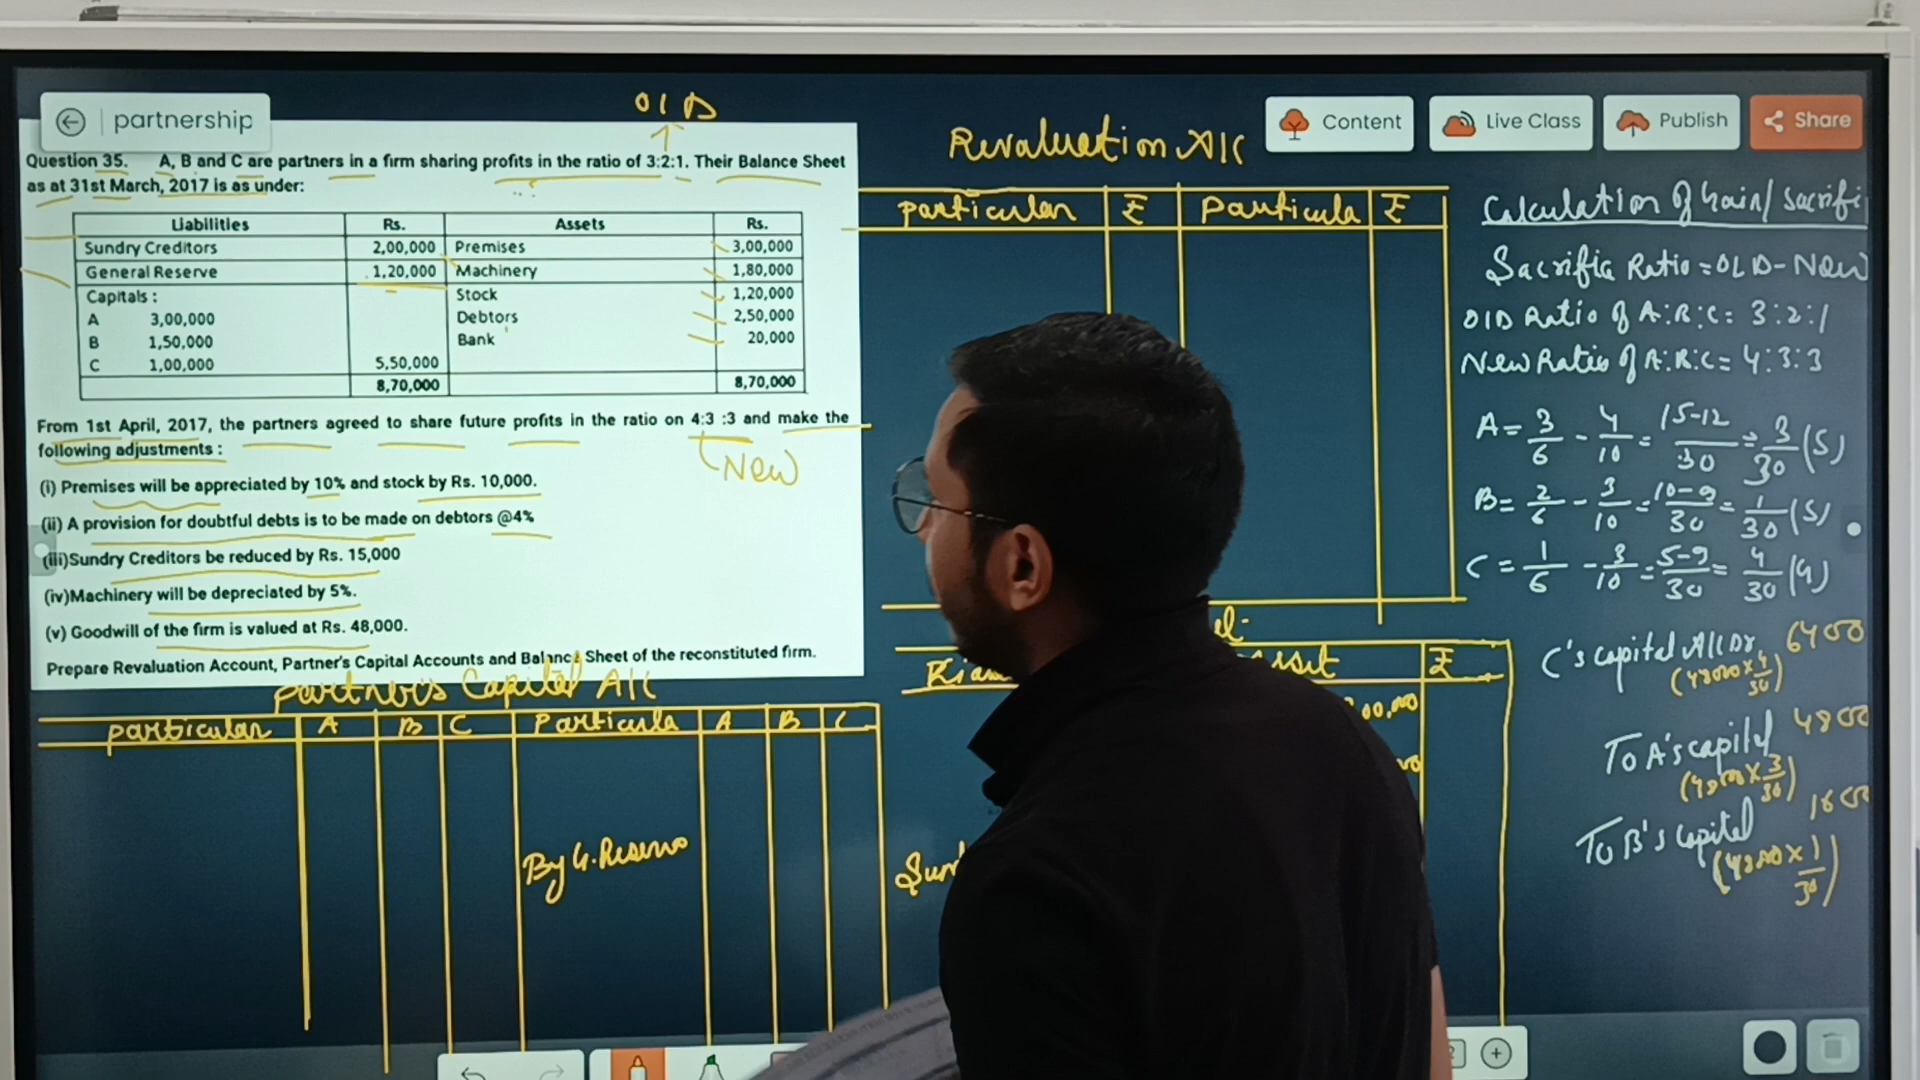 partnership
OLD
Content
Live Class
Publish
Share
Question 35. A, B and C are partners in a firm sharing profits in the ratio of 3:2:1. Their Balance Sheet
as at 31st March, 2017 is as under:
Liabilities Rs. Assets Rs.
Sundry Creditors 2,00,000 Premises 3,00,000
General Reserve 1,20,000 Machinery 1,80,000
Capitals : Stock 1,20,000
A 3,00,000 Debtors 2,50,000
B 1,50,000 Bank 20,000
C 1,00,000 5,50,000
8,70,000 8,70,000
From 1st April, 2017, the partners agreed to share future profits in the ratio on 4:3 :3 and make the
following adjustments :
New
(i) Premises will be appreciated by 10% and stock by Rs. 10,000.
(ii) A provision for doubtful debts is to be made on debtors @4%
(iii)Sundry Creditors be reduced by Rs. 15,000
(iv)Machinery will be depreciated by 5%.
(v) Goodwill of the firm is valued at Rs. 48,000.
Prepare Revaluation Account, Partner's Capital Accounts and Balance Sheet of the reconstituted firm.
Revaluation A/C
particular ₹ Particula ₹
Partner's Capital A/C
particular A B C Particula A B C
By G.Reserve
₹
00,000
Calculation of Gain/ Sacrifi
Sacrific Ratio = OLD - New
OLD Ratio of A:B:C = 3:2:1
New Ratio of A:B:C = 4:3:3
A = 3/6 - 4/10 = 15-12/30 = 3/30 (S)
B = 2/6 - 3/10 = 10-9/30 = 1/30 (S)
C = 1/6 - 3/10 = 5-9/30 = 4/30 (G)
C's capital A/C Dr 6400
(48000 x 4/30)
To A's capital 4800
(48000 x 3/30)
To B's Capital 1600
(48000 x 1/30)